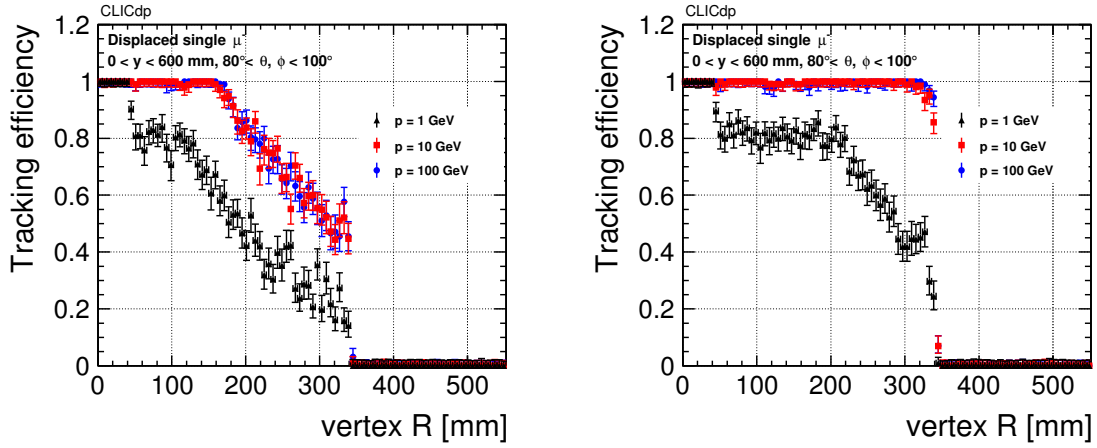 CLICdp
Displaced single μ⁻
0 < y < 600 mm, 80°< θ, ϕ < 100°
p = 1 GeV
p = 10 GeV
p = 100 GeV
Tracking efficiency
1.2
1
0.8
0.6
0.4
0.2
0
0 100 200 300 400 500
vertex R [mm]
CLICdp
Displaced single μ⁻
0 < y < 600 mm, 80°< θ, ϕ < 100°
p = 1 GeV
p = 10 GeV
p = 100 GeV
Tracking efficiency
1.2
1
0.8
0.6
0.4
0.2
0
0 100 200 300 400 500
vertex R [mm]